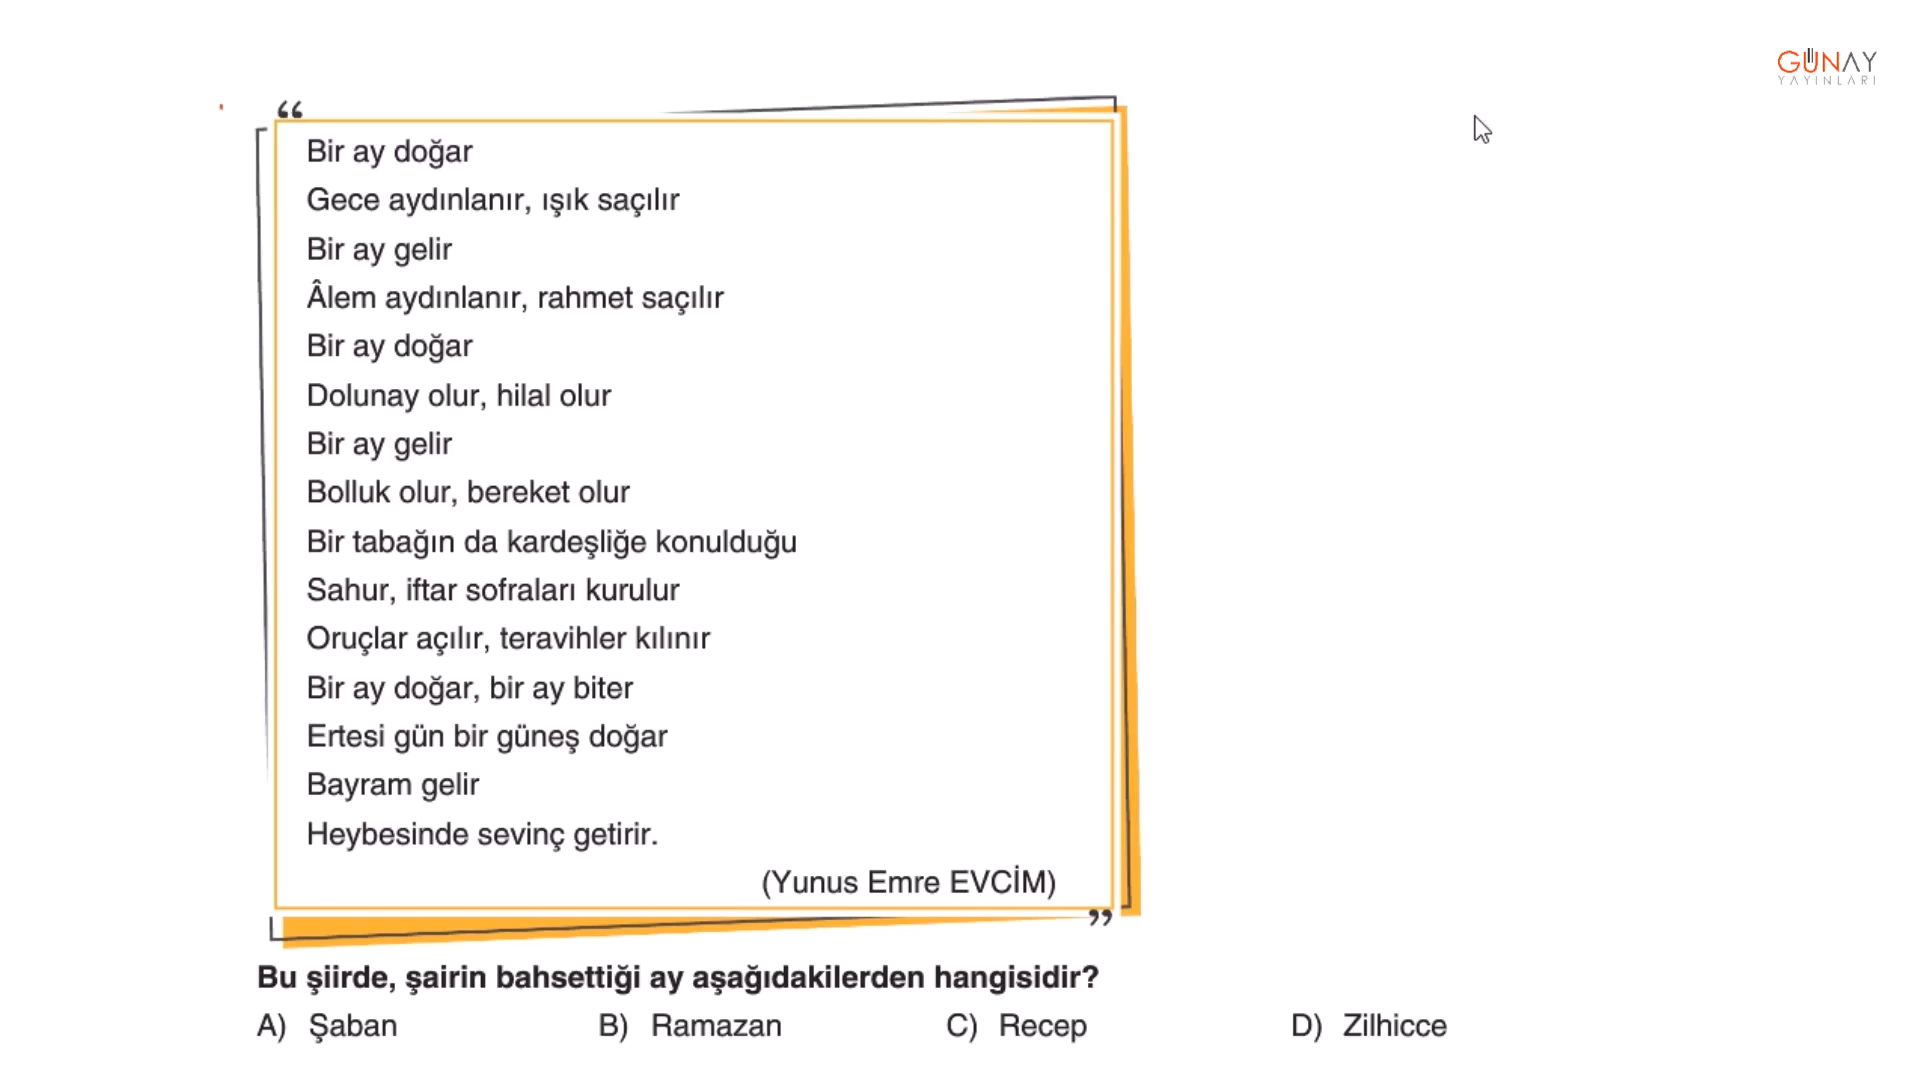 GÜNAY
YAYINLARI
“
Bir ay doğar
Gece aydınlanır, ışık saçılır
Bir ay gelir
Âlem aydınlanır, rahmet saçılır
Bir ay doğar
Dolunay olur, hilal olur
Bir ay gelir
Bolluk olur, bereket olur
Bir tabağın da kardeşliğe konulduğu
Sahur, iftar sofraları kurulur
Oruçlar açılır, teravihler kılınır
Bir ay doğar, bir ay biter
Ertesi gün bir güneş doğar
Bayram gelir
Heybesinde sevinç getirir.
(Yunus Emre EVCİM)
”
Bu şiirde, şairin bahsettiği ay aşağıdakilerden hangisidir?
A) Şaban B) Ramazan C) Recep D) Zilhicce